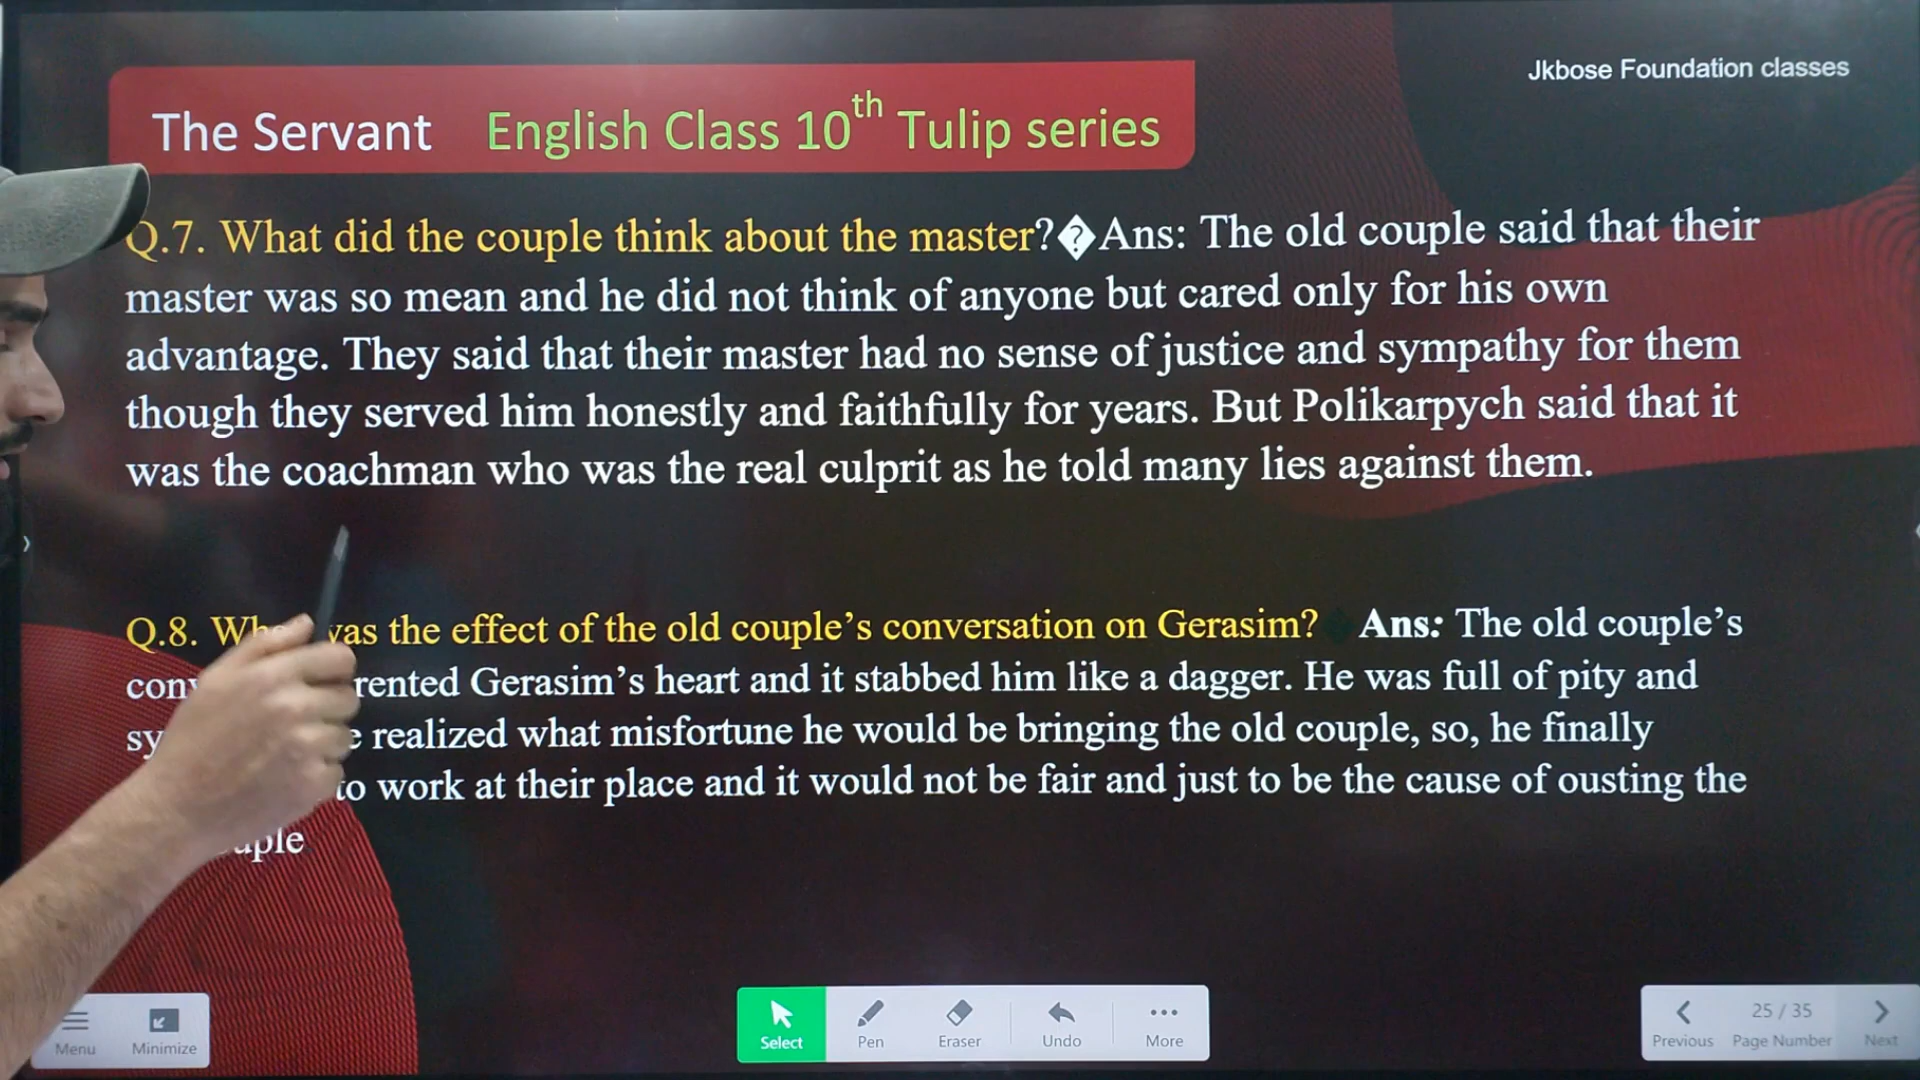 Jkbose Foundation classes
The Servant English Class 10th Tulip series
Q.7. What did the couple think about the master?�Ans: The old couple said that their
master was so mean and he did not think of anyone but cared only for his own
advantage. They said that their master had no sense of justice and sympathy for them
though they served him honestly and faithfully for years. But Polikarpych said that it
was the coachman who was the real culprit as he told many lies against them.
Q.8. was the effect of the old couple’s conversation on Gerasim? Ans: The old couple’s
rented Gerasim’s heart and it stabbed him like a dagger. He was full of pity and
realized what misfortune he would be bringing the old couple, so, he finally
to work at their place and it would not be fair and just to be the cause of ousting the
Menu Minimize Select Pen Eraser Undo More Previous 25 / 35 Page Number Next